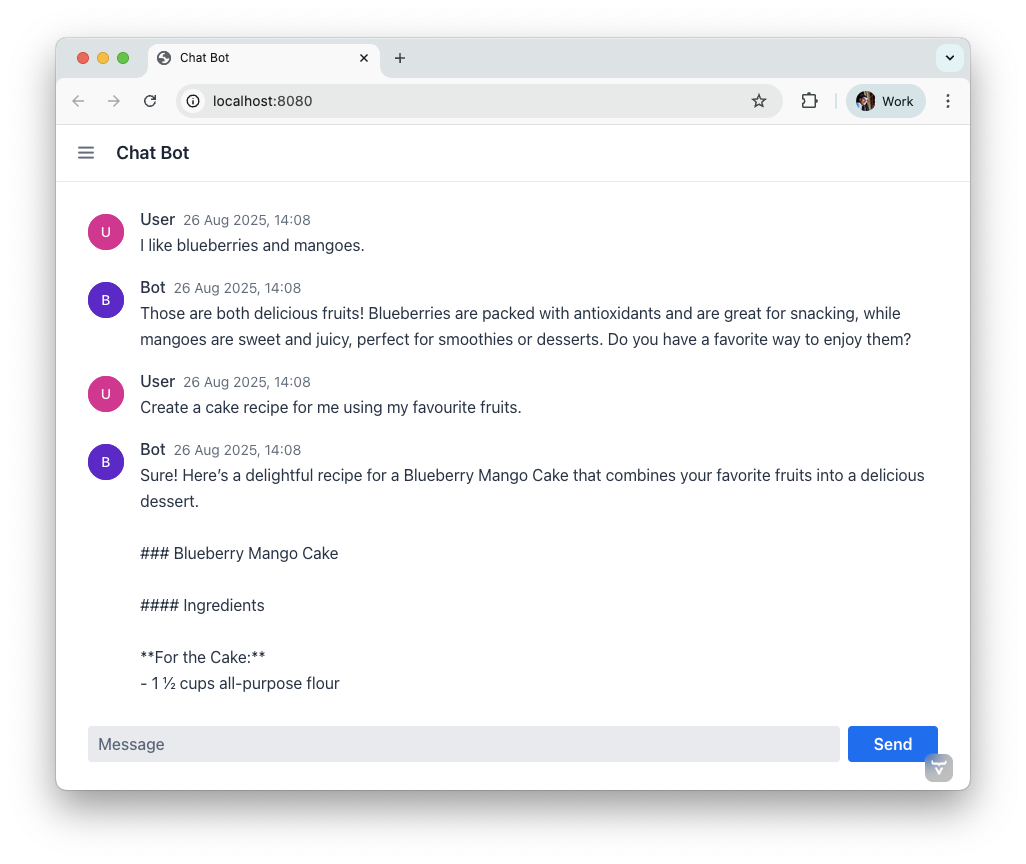 Chat Bot
localhost:8080
Work
Chat Bot
U
User 26 Aug 2025, 14:08
I like blueberries and mangoes.
B
Bot 26 Aug 2025, 14:08
Those are both delicious fruits! Blueberries are packed with antioxidants and are great for snacking, while
mangoes are sweet and juicy, perfect for smoothies or desserts. Do you have a favorite way to enjoy them?
U
User 26 Aug 2025, 14:08
Create a cake recipe for me using my favourite fruits.
B
Bot 26 Aug 2025, 14:08
Sure! Here’s a delightful recipe for a Blueberry Mango Cake that combines your favorite fruits into a delicious
dessert.
### Blueberry Mango Cake
#### Ingredients
**For the Cake:**
- 1 ½ cups all-purpose flour
Message
Send